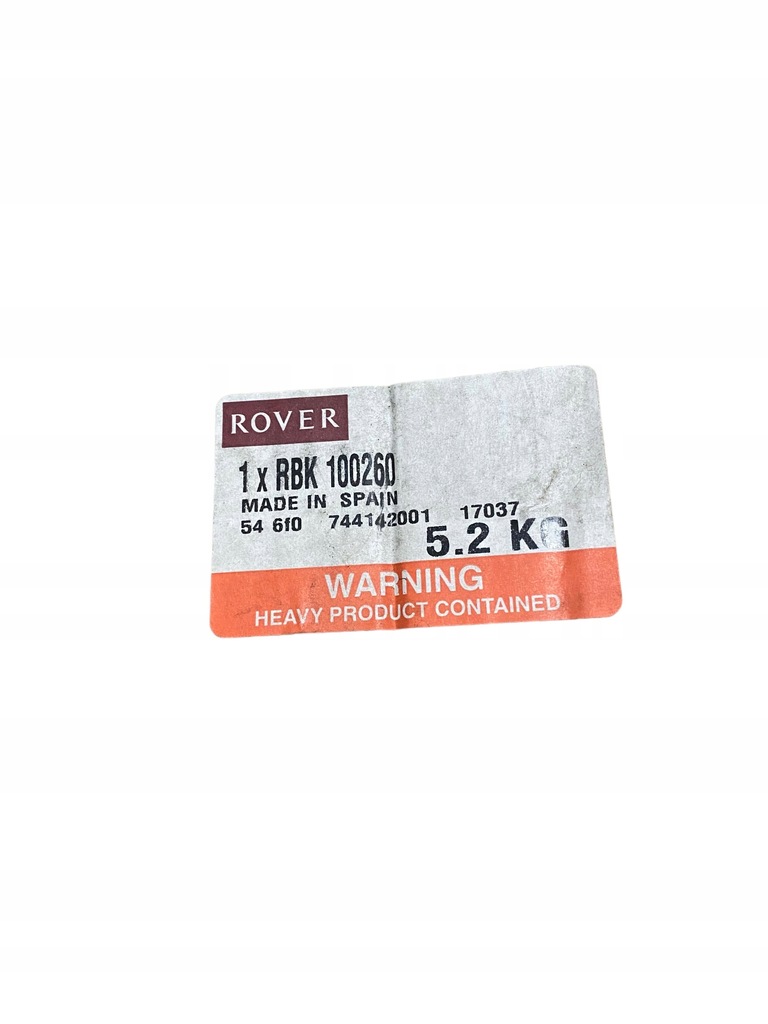 ROVER
1 x RBK 100260
MADE IN SPAIN
54 6f0 744142001 17037
5.2 KG
WARNING
HEAVY PRODUCT CONTAINED